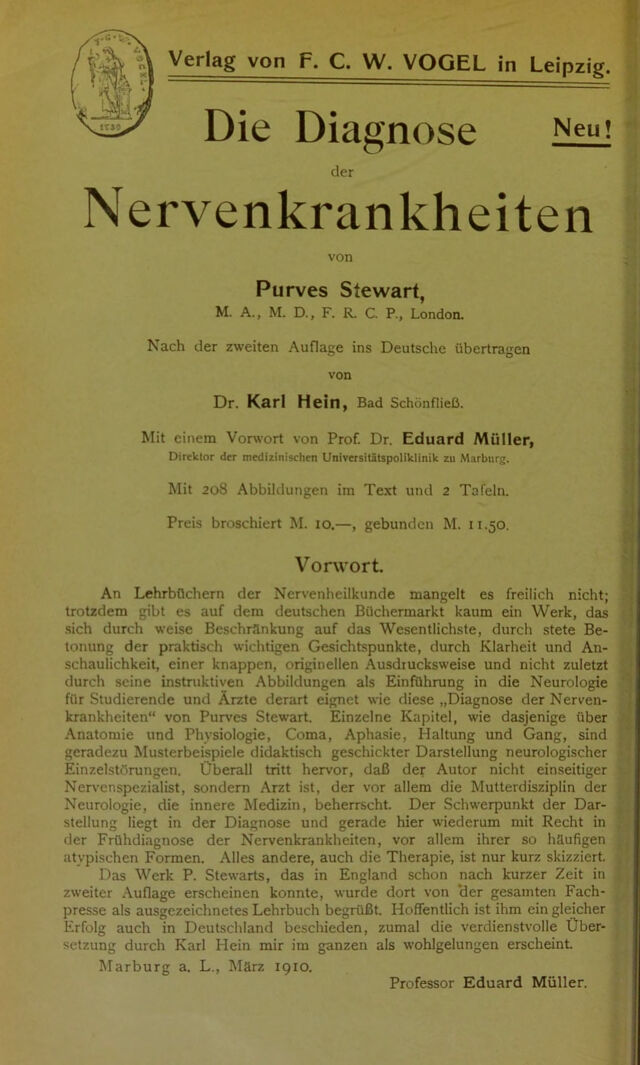 1730
Verlag von F. C. W. VOGEL in Leipzig.
Die Diagnose
Neu!
der
Nervenkrankheiten
von
Purves Stewart,
M. A., M. D., F. R. C. P., London.
Nach der zweiten Auflage ins Deutsche übertragen
von
Dr. Karl Hein, Bad Schönfließ.
Mit einem Vorwort von Prof. Dr. Eduard Müller,
Direktor der medizinischen Universitätspoliklinik zu Marburg.
Mit 208 Abbildungen im Text und 2 Tafeln.
Preis broschiert M. 10.—, gebunden M. 11.50.
Vorwort.
An Lehrbüchern der Nervenheilkunde mangelt es freilich nicht;
trotzdem gibt es auf dem deutschen Büchermarkt kaum ein Werk, das
sich durch weise Beschränkung auf das Wesentlichste, durch stete Be-
tonung der praktisch wichtigen Gesichtspunkte, durch Klarheit und An-
schaulichkeit, einer knappen, originellen Ausdrucksweise und nicht zuletzt
durch seine instruktiven Abbildungen als Einführung in die Neurologie
für Studierende und Ärzte derart eignet wie diese „Diagnose der Nerven-
krankheiten“ von Purves Stewart. Einzelne Kapitel, wie dasjenige über
Anatomie und Physiologie, Coma, Aphasie, Haltung und Gang, sind
geradezu Musterbeispiele didaktisch geschickter Darstellung neurologischer
Einzelstörungen. Überall tritt hervor, daß der Autor nicht einseitiger
Nervenspezialist, sondern Arzt ist, der vor allem die Mutterdisziplin der
Neurologie, die innere Medizin, beherrscht. Der Schwerpunkt der Dar-
stellung liegt in der Diagnose und gerade hier wiederum mit Recht in
der Frühdiagnose der Nervenkrankheiten, vor allem ihrer so häufigen
atypischen Formen. Alles andere, auch die Therapie, ist nur kurz skizziert.
Das Werk P. Stewarts, das in England schon nach kurzer Zeit in
zweiter Auflage erscheinen konnte, wurde dort von der gesamten Fach-
presse als ausgezeichnetes Lehrbuch begrüßt. Hoffentlich ist ihm ein gleicher
Erfolg auch in Deutschland beschieden, zumal die verdienstvolle Über-
setzung durch Karl Hein mir im ganzen als wohlgelungen erscheint.
Marburg a. L., März 1910.
Professor Eduard Müller.